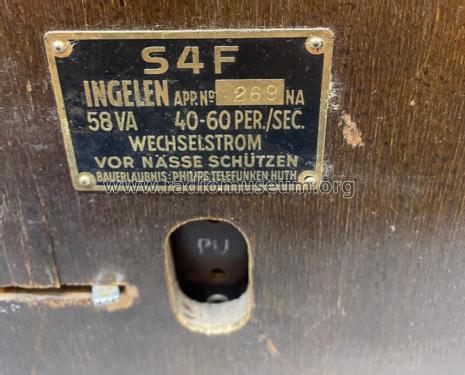 S4F
INGELEN APP. Nº 269 NA
58 VA 40-60 PER./SEC.
WECHSELSTROM
VOR NÄSSE SCHÜTZEN
BAUERLAUBNIS: PHILIPS TELEFUNKEN HUTH
www.radiomuseum.org
PU